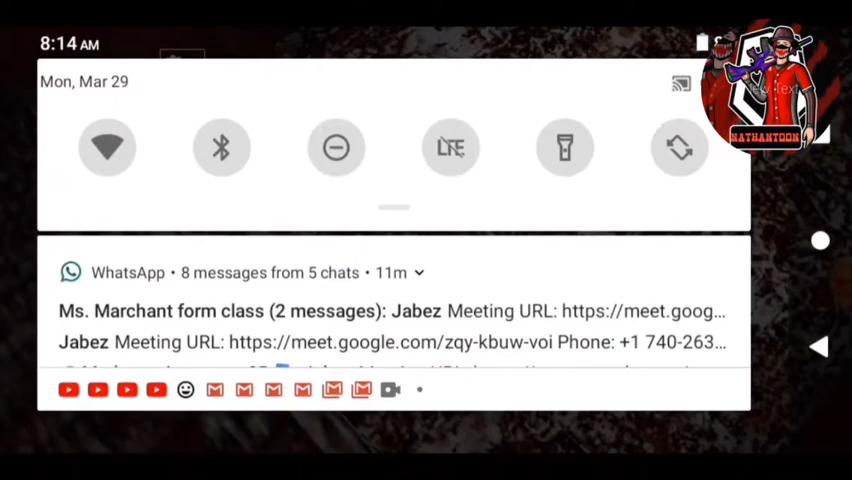 8:14 AM
Mon, Mar 29
New Text
LTE
NATHANTOON
WhatsApp • 8 messages from 5 chats • 11m
Ms. Marchant form class (2 messages): Jabez Meeting URL: https://meet.goog...
Jabez Meeting URL: https://meet.google.com/zqy-kbuw-voi Phone: +1 740-263...